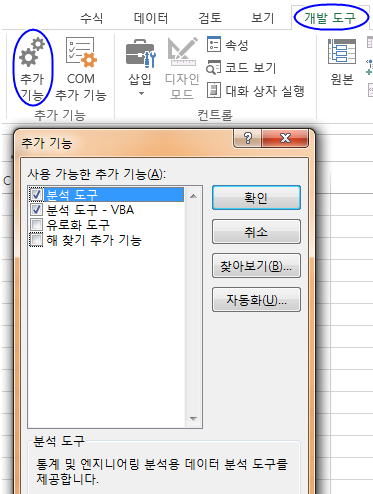 수식 데이터 검토 보기 개발 도구
추가 기능
COM 추가 기능
삽입
디자인 모드
속성
코드 보기
대화 상자 실행
원본
추가 기능
컨트롤
추가 기능
사용 가능한 추가 기능(A):
분석 도구
분석 도구 - VBA
유로화 도구
해 찾기 추가 기능
확인
취소
찾아보기(B)...
자동화(U)...
분석 도구
통계 및 엔지니어링 분석용 데이터 분석 도구를
제공합니다.